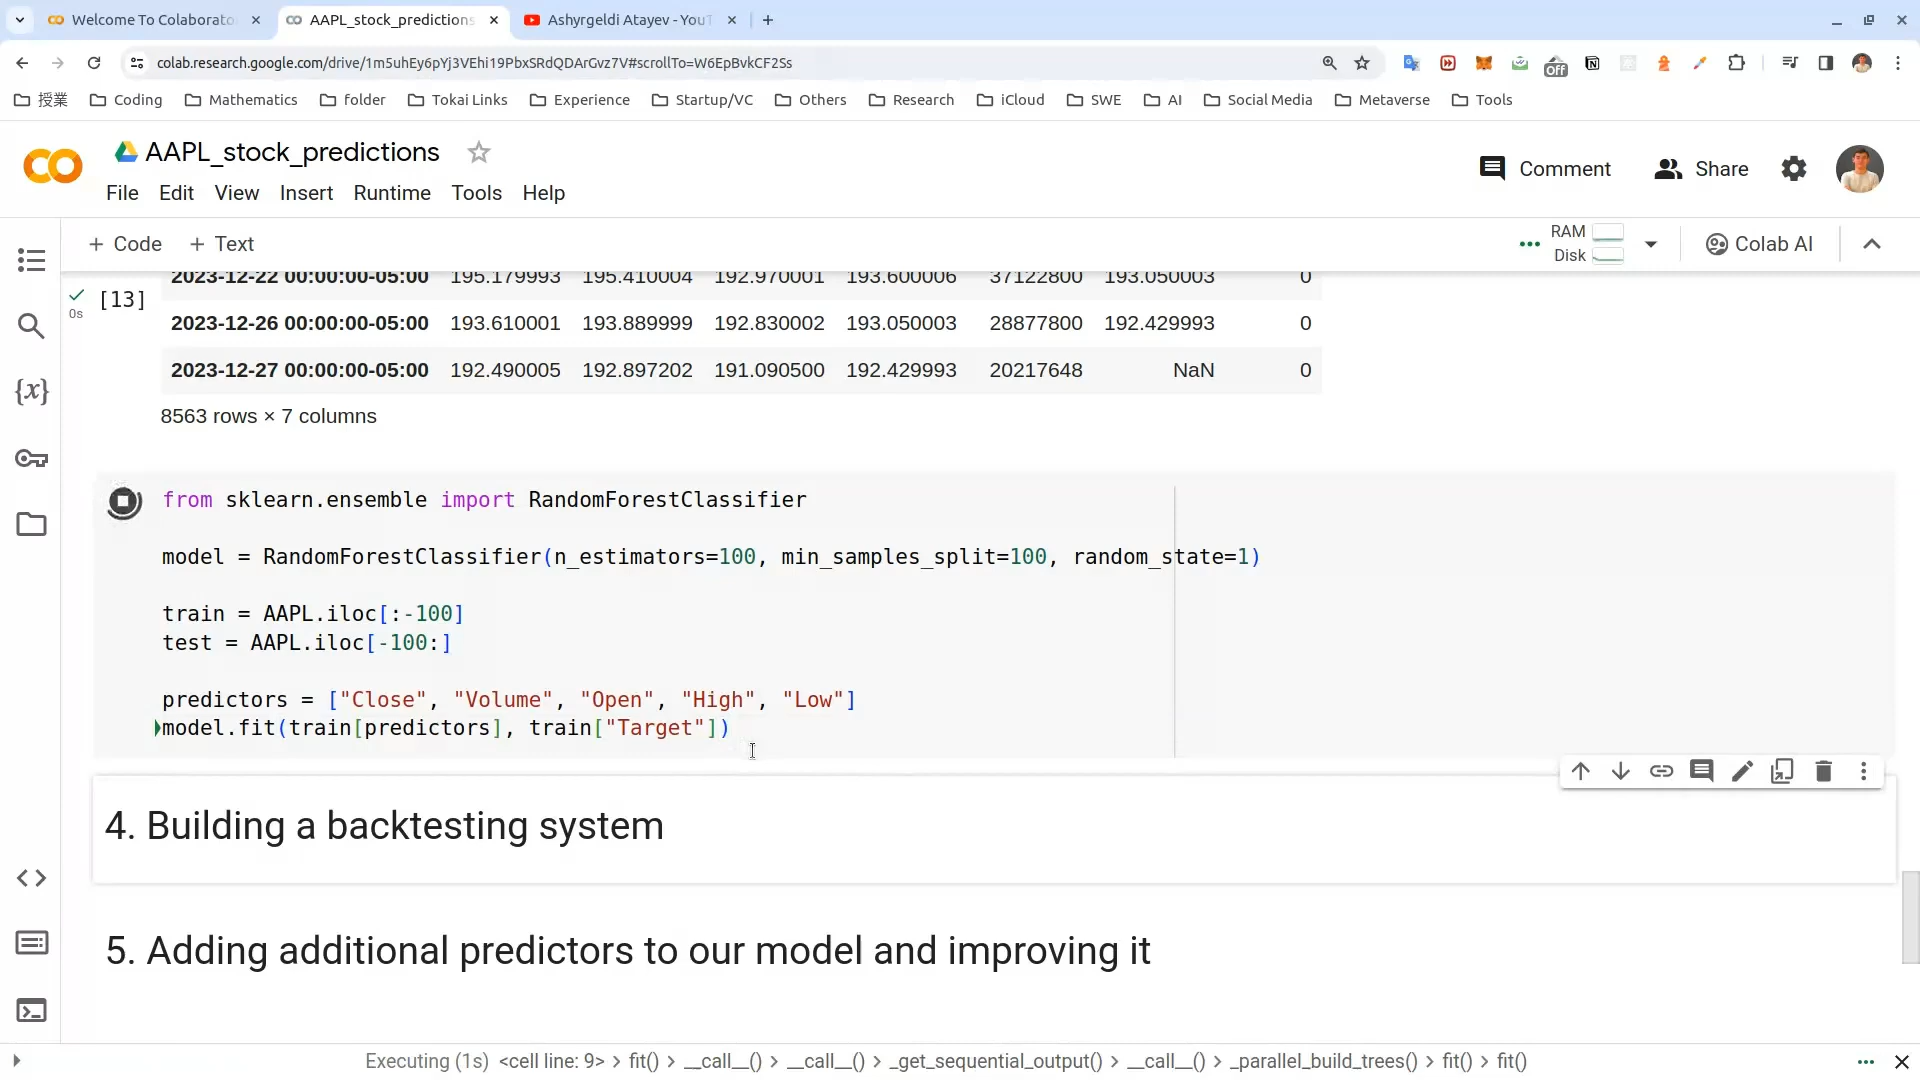 Welcome To Colaborato
AAPL_stock_predictions
Ashyrgeldi Atayev - YouT
colab.research.google.com/drive/1m5uhEy6pYj3VEhi19PbxSRdQDArGvz7V#scrollTo=W6EpBvkCF2Ss
Off
授業 Coding Mathematics folder Tokai Links Experience Startup/VC Others Research iCloud SWE AI Social Media Metaverse Tools
AAPL_stock_predictions
Comment Share
File Edit View Insert Runtime Tools Help
+ Code + Text
RAM
Disk
Colab AI
2023-12-22 00:00:00-05:00 195.179993 195.410004 192.970001 193.600006 37122800 193.050003 0
[13]
0s
2023-12-26 00:00:00-05:00 193.610001 193.889999 192.830002 193.050003 28877800 192.429993 0
2023-12-27 00:00:00-05:00 192.490005 192.897202 191.090500 192.429993 20217648 NaN 0
8563 rows × 7 columns
from sklearn.ensemble import RandomForestClassifier
model = RandomForestClassifier(n_estimators=100, min_samples_split=100, random_state=1)
train = AAPL.iloc[:-100]
test = AAPL.iloc[-100:]
predictors = ["Close", "Volume", "Open", "High", "Low"]
model.fit(train[predictors], train["Target"])
4. Building a backtesting system
5. Adding additional predictors to our model and improving it
Executing (1s) <cell line: 9> > fit() > __call__() > __call__() > _get_sequential_output() > __call__() > _parallel_build_trees() > fit() > fit()